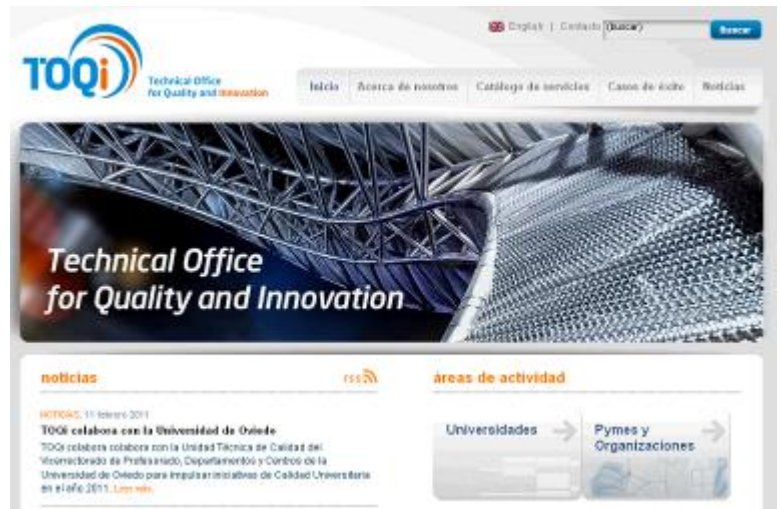 English | Contacto (buscar) Buscar
TOQi
Technical Office
for Quality and Innovation
Inicio Acerca de nosotros Catálogo de servicios Casos de éxito Noticias
Technical Office
for Quality and Innovation
noticias rss
NOTICIAS, 11 febrero 2011
TOQi colabora con la Universidad de Oviedo
TOQi colabora colabora con la Unidad Técnica de Calidad del
Vicerrectorado de Profesorado, Departamentos y Centros de la
Universidad de Oviedo para impulsar iniciativas de Calidad Universitaria
en el año 2011. Leer más.
áreas de actividad
Universidades
Pymes y
Organizaciones